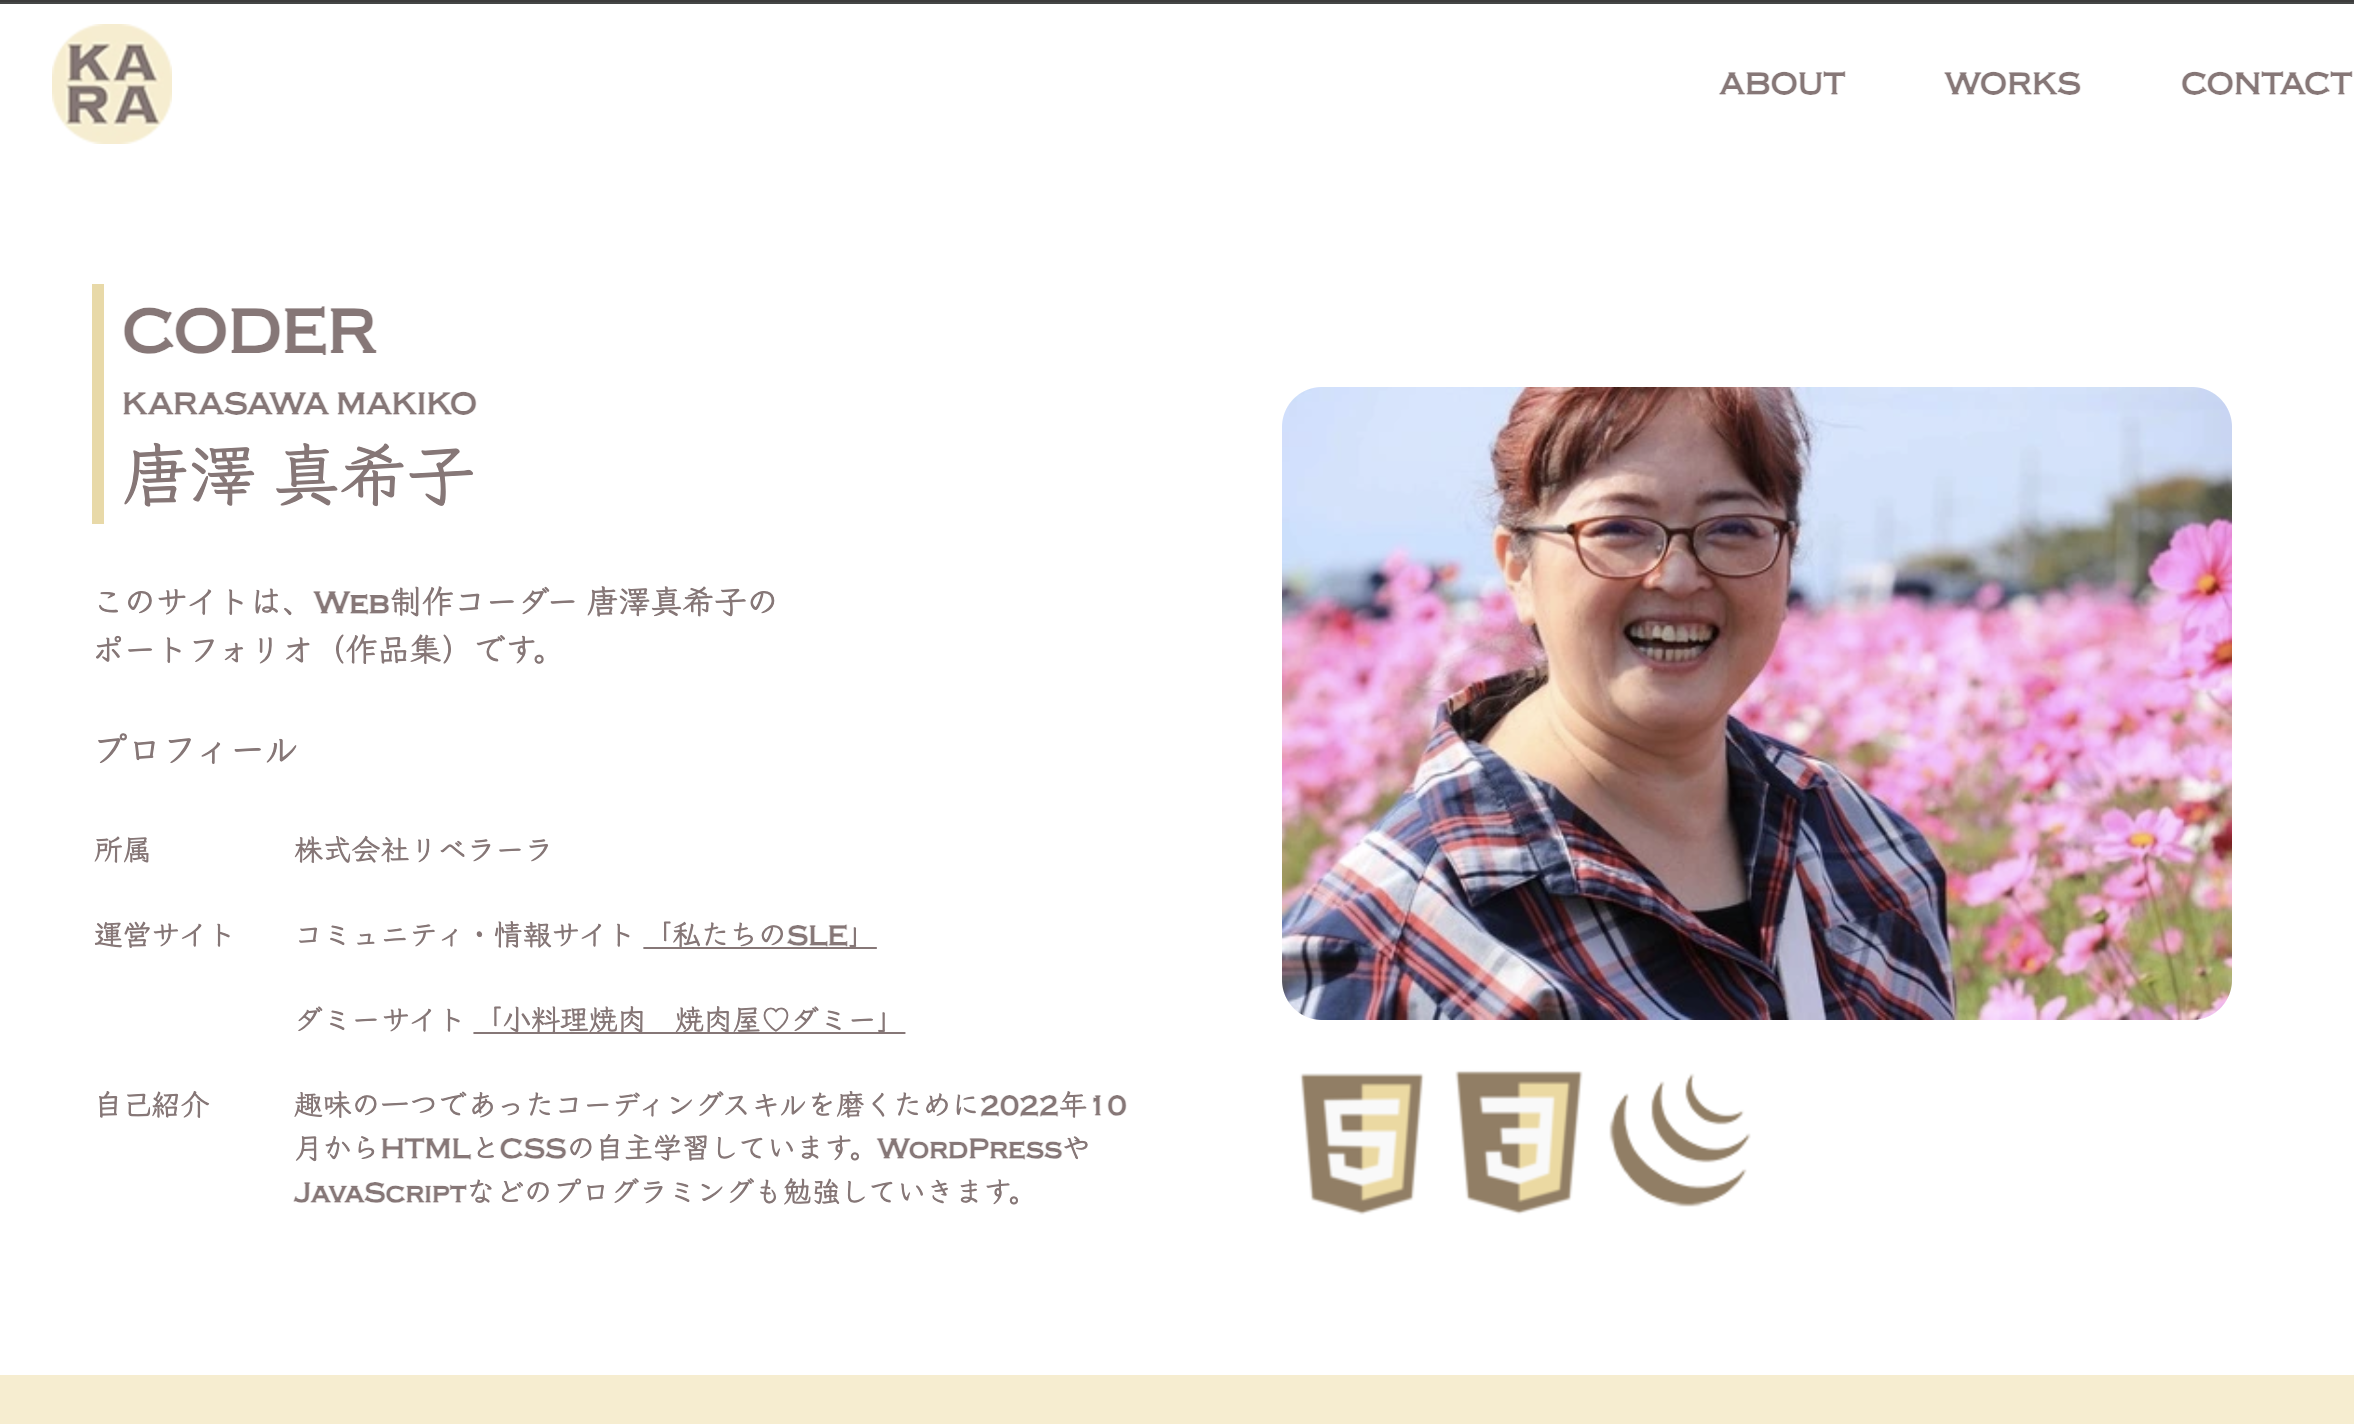 KA
RA
ABOUT WORKS CONTACT
CODER
KARASAWA MAKIKO
唐澤 真希子
このサイトは、WEB制作コーダー 唐澤真希子の
ポートフォリオ（作品集）です。
プロフィール
所属 株式会社リベラーラ
運営サイト コミュニティ・情報サイト 「私たちのSLE」
ダミーサイト 「小料理焼肉　焼肉屋♡ダミー」
自己紹介 趣味の一つであったコーディングスキルを磨くために2022年10
月からHTMLとCSSの自主学習しています。WORDPRESSや
JAVASCRIPTなどのプログラミングも勉強していきます。
5 3